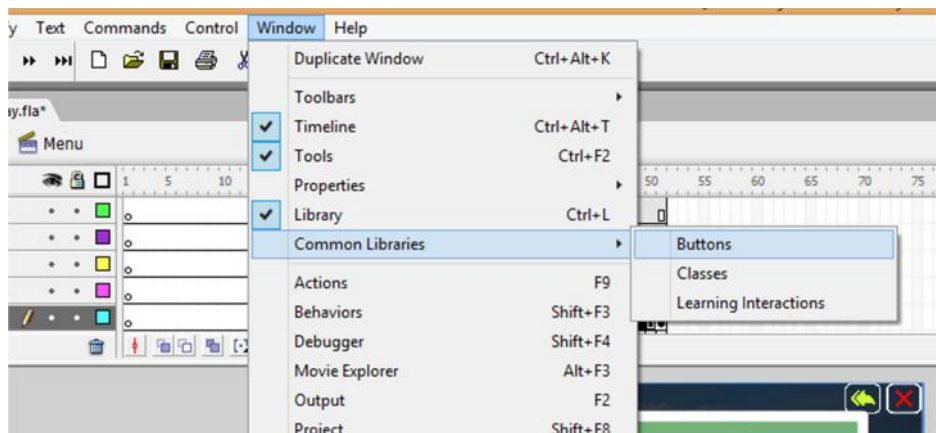 Text Commands Control Window Help
Duplicate Window Ctrl+Alt+K
Toolbars
ay.fla*
Timeline Ctrl+Alt+T
Menu
Tools Ctrl+F2
1 5 10 50 55 60 65 70 75
Properties
Library Ctrl+L
Common Libraries
Buttons
Classes
Learning Interactions
Actions F9
Behaviors Shift+F3
Debugger Shift+F4
Movie Explorer Alt+F3
Output F2
Project Shift+F8